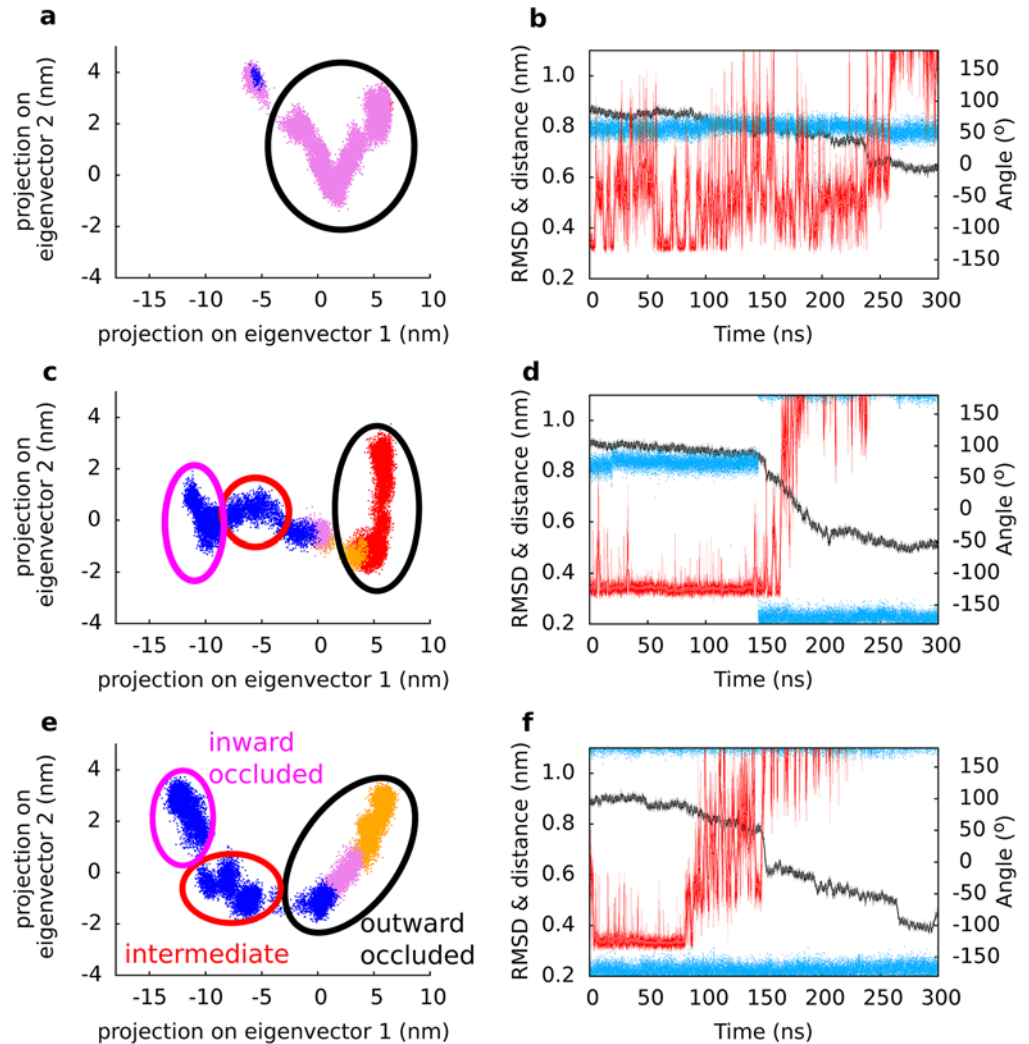 a
projection on
eigenvector 2 (nm)
4
2
0
-2
-4
-15 -10 -5 0 5 10
projection on eigenvector 1 (nm)
b
RMSD & distance (nm)
1.0
0.8
0.6
0.4
0.2
150
100
50
0
-50
-100
-150
Angle (º)
0 50 100 150 200 250 300
Time (ns)
c
projection on
eigenvector 2 (nm)
4
2
0
-2
-4
-15 -10 -5 0 5 10
projection on eigenvector 1 (nm)
d
RMSD & distance (nm)
1.0
0.8
0.6
0.4
0.2
150
100
50
0
-50
-100
-150
Angle (º)
0 50 100 150 200 250 300
Time (ns)
e
projection on
eigenvector 2 (nm)
4
2
0
-2
-4
inward
occluded
intermediate
outward
occluded
-15 -10 -5 0 5 10
projection on eigenvector 1 (nm)
f
RMSD & distance (nm)
1.0
0.8
0.6
0.4
0.2
150
100
50
0
-50
-100
-150
Angle (º)
0 50 100 150 200 250 300
Time (ns)